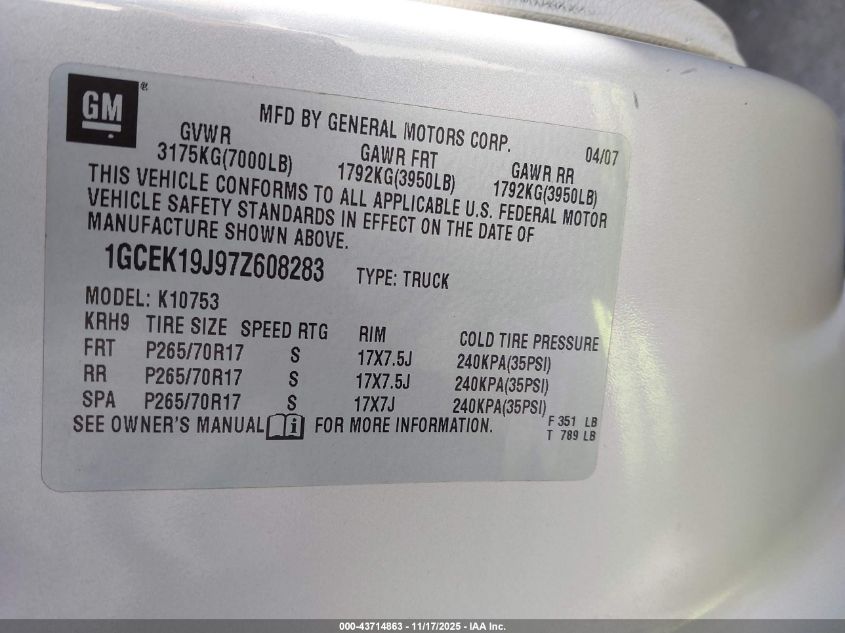 GM ®
MFD BY GENERAL MOTORS CORP. 04/07
GVWR GAWR FRT GAWR RR
3175KG(7000LB) 1792KG(3950LB) 1792KG(3950LB)
THIS VEHICLE CONFORMS TO ALL APPLICABLE U.S. FEDERAL MOTOR
VEHICLE SAFETY STANDARDS IN EFFECT ON THE DATE OF
MANUFACTURE SHOWN ABOVE.
1GCEK19J97Z608283 TYPE: TRUCK
MODEL: K10753
KRH9 TIRE SIZE SPEED RTG RIM COLD TIRE PRESSURE
FRT P265/70R17 S 17X7.5J 240KPA(35PSI)
RR P265/70R17 S 17X7.5J 240KPA(35PSI)
SPA P265/70R17 S 17X7J 240KPA(35PSI)
SEE OWNER'S MANUAL i FOR MORE INFORMATION. F 351 LB
T 789 LB
000-43714863 - 11/17/2025 - IAA Inc.